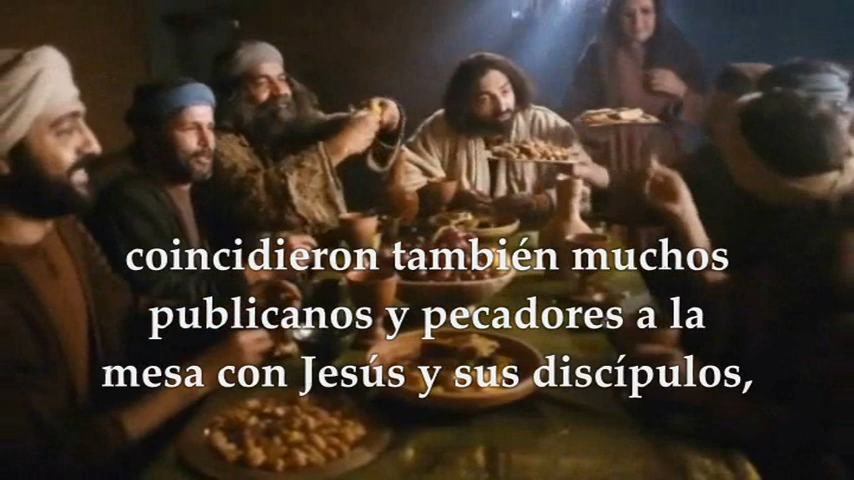 coincidieron también muchos
publicanos y pecadores a la
mesa con Jesús y sus discípulos,